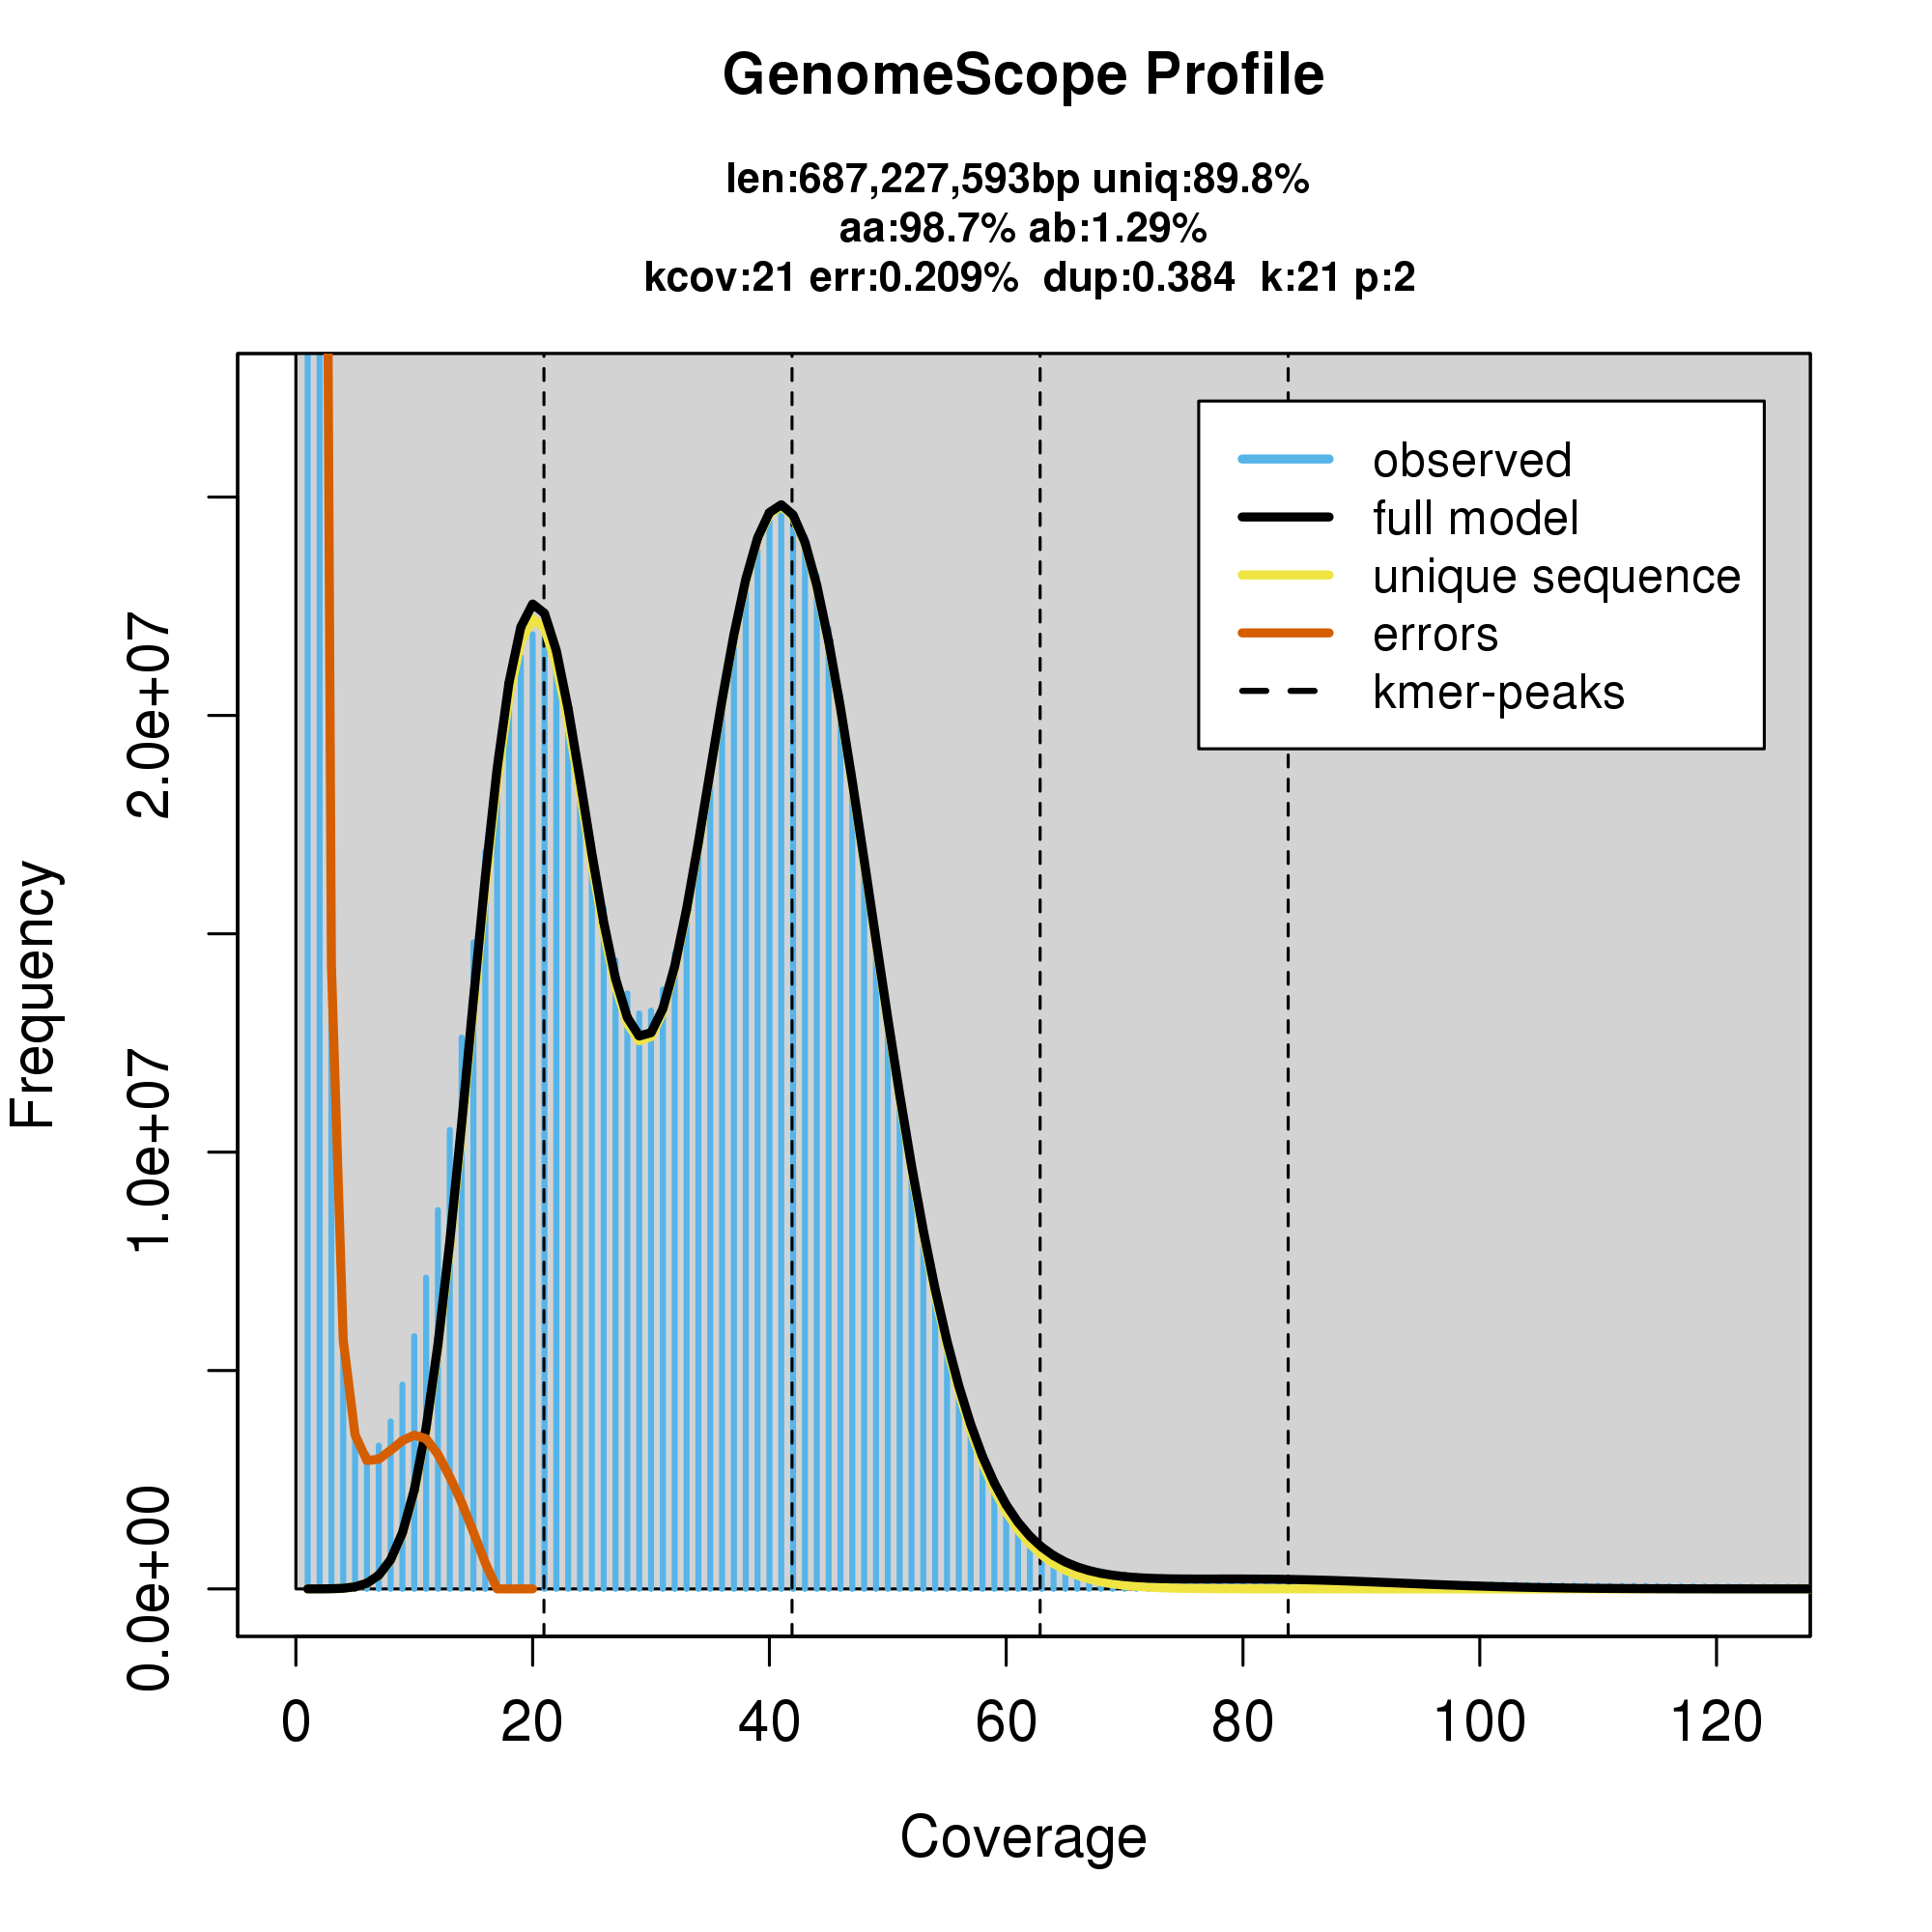 GenomeScope Profile
len:687,227,593bp uniq:89.8%
aa:98.7% ab:1.29%
kcov:21 err:0.209% dup:0.384 k:21 p:2
observed
full model
unique sequence
errors
kmer-peaks
Frequency
2.0e+07
1.0e+07
0.0e+00
0 20 40 60 80 100 120
Coverage